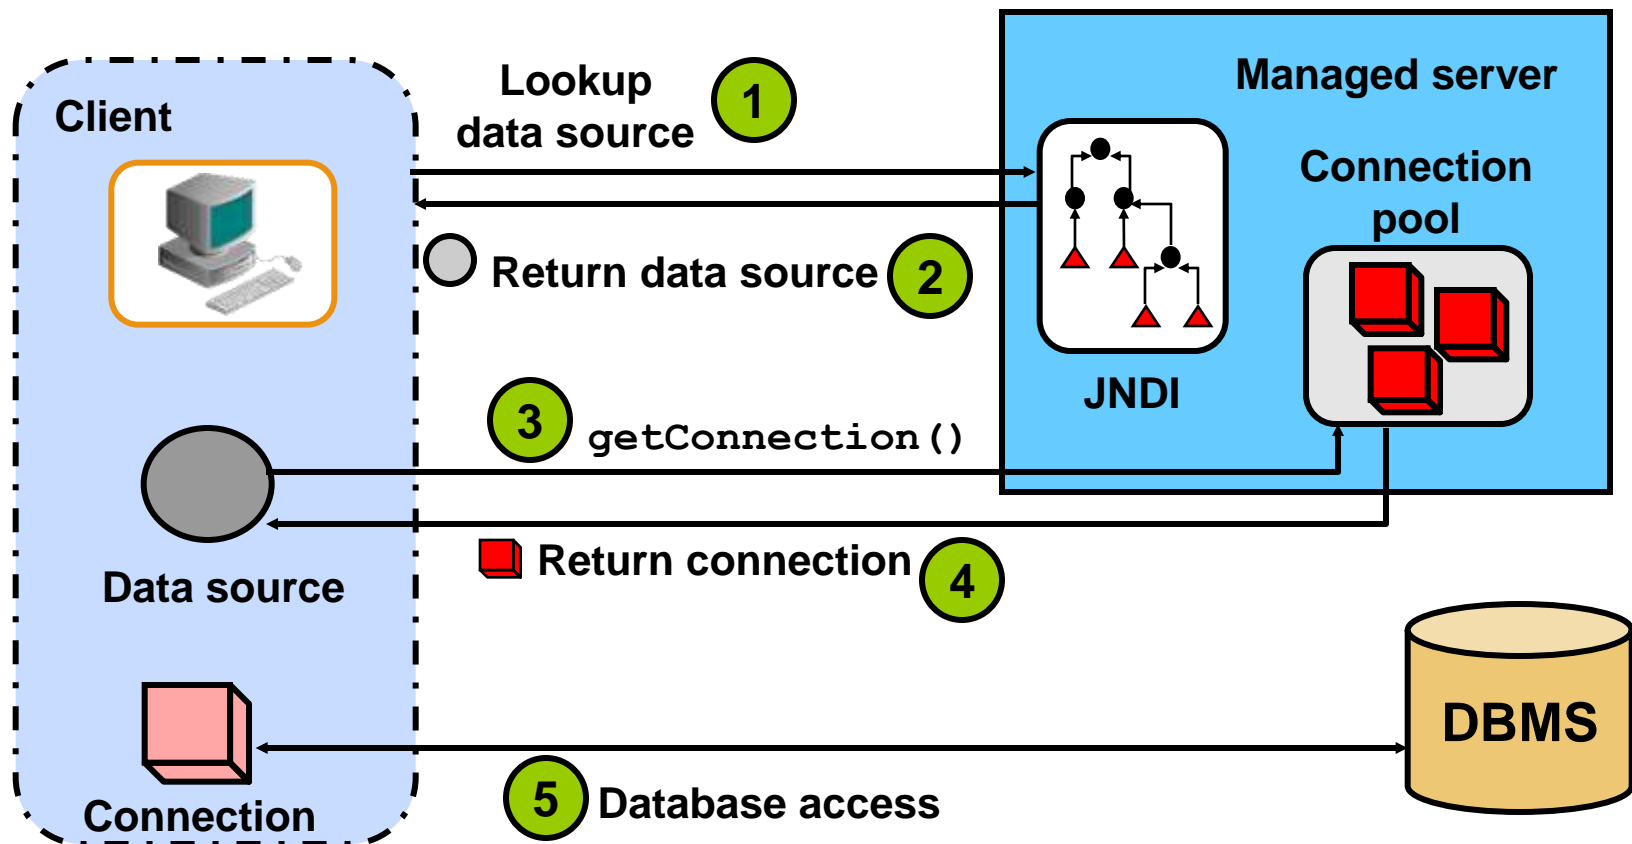 Client
Lookup
data source
1
Managed server
Connection
pool
Return data source
2
JNDI
3
getConnection()
Data source
Return connection
4
DBMS
Connection
5
Database access